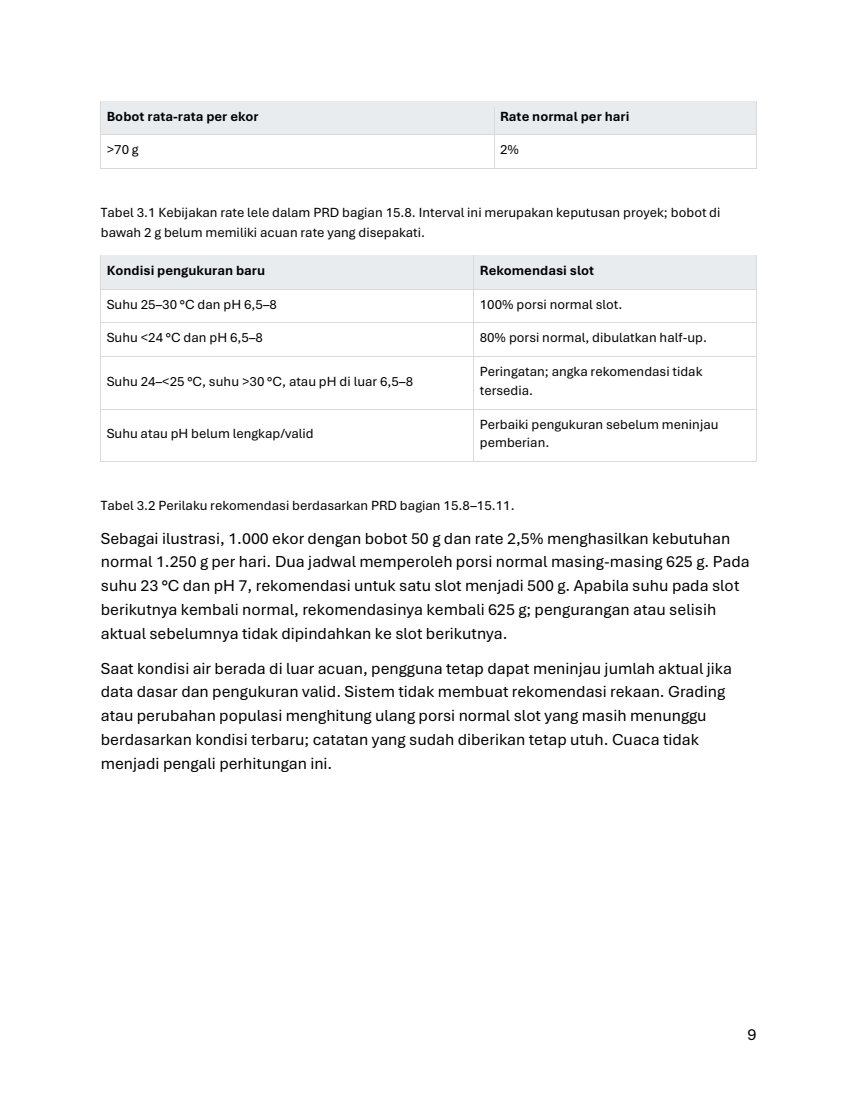 Bobot rata-rata per ekor
Rate normal per hari
>70 g
2%
Tabel 3.1 Kebijakan rate lele dalam PRD bagian 15.8. Interval ini merupakan keputusan proyek; bobot di
bawah 2 g belum memiliki acuan rate yang disepakati.
Kondisi pengukuran baru
Rekomendasi slot
Suhu 25–30 °C dan pH 6,5–8
100% porsi normal slot.
Suhu <24 °C dan pH 6,5–8
80% porsi normal, dibulatkan half-up.
Suhu 24–<25 °C, suhu >30 °C, atau pH di luar 6,5–8
Peringatan; angka rekomendasi tidak
tersedia.
Suhu atau pH belum lengkap/valid
Perbaiki pengukuran sebelum meninjau
pemberian.
Tabel 3.2 Perilaku rekomendasi berdasarkan PRD bagian 15.8–15.11.
Sebagai ilustrasi, 1.000 ekor dengan bobot 50 g dan rate 2,5% menghasilkan kebutuhan
normal 1.250 g per hari. Dua jadwal memperoleh porsi normal masing-masing 625 g. Pada
suhu 23 °C dan pH 7, rekomendasi untuk satu slot menjadi 500 g. Apabila suhu pada slot
berikutnya kembali normal, rekomendasinya kembali 625 g; pengurangan atau selisih
aktual sebelumnya tidak dipindahkan ke slot berikutnya.
Saat kondisi air berada di luar acuan, pengguna tetap dapat meninjau jumlah aktual jika
data dasar dan pengukuran valid. Sistem tidak membuat rekomendasi rekaan. Grading
atau perubahan populasi menghitung ulang porsi normal slot yang masih menunggu
berdasarkan kondisi terbaru; catatan yang sudah diberikan tetap utuh. Cuaca tidak
menjadi pengali perhitungan ini.
9